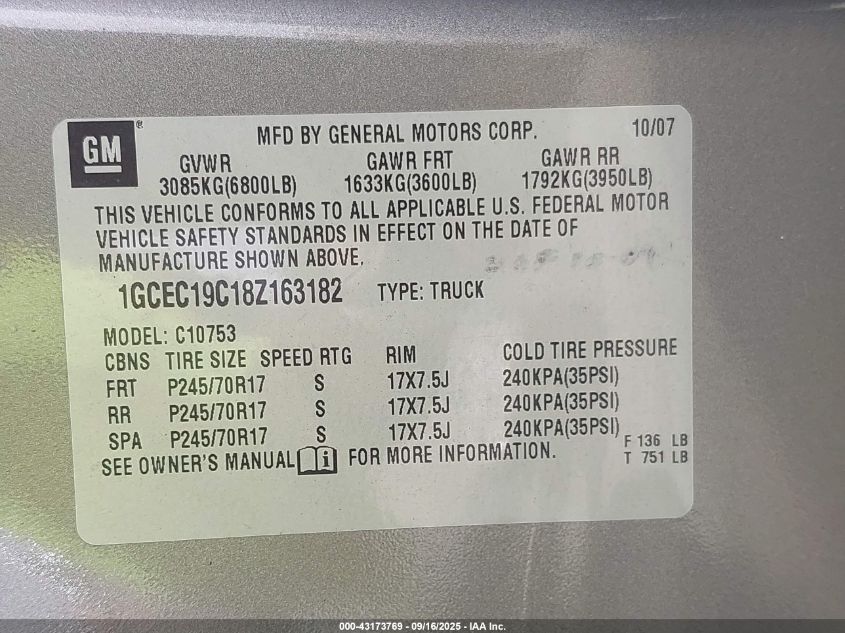 GM ®
MFD BY GENERAL MOTORS CORP. 10/07
GVWR GAWR FRT GAWR RR
3085KG(6800LB) 1633KG(3600LB) 1792KG(3950LB)
THIS VEHICLE CONFORMS TO ALL APPLICABLE U.S. FEDERAL MOTOR
VEHICLE SAFETY STANDARDS IN EFFECT ON THE DATE OF
MANUFACTURE SHOWN ABOVE.
1GCEC19C18Z163182 TYPE: TRUCK
MODEL: C10753
CBNS TIRE SIZE SPEED RTG RIM COLD TIRE PRESSURE
FRT P245/70R17 S 17X7.5J 240KPA(35PSI)
RR P245/70R17 S 17X7.5J 240KPA(35PSI)
SPA P245/70R17 S 17X7.5J 240KPA(35PSI)
F 136 LB
SEE OWNER'S MANUAL i FOR MORE INFORMATION.
T 751 LB
000-43173769 - 09/16/2025 - IAA Inc.